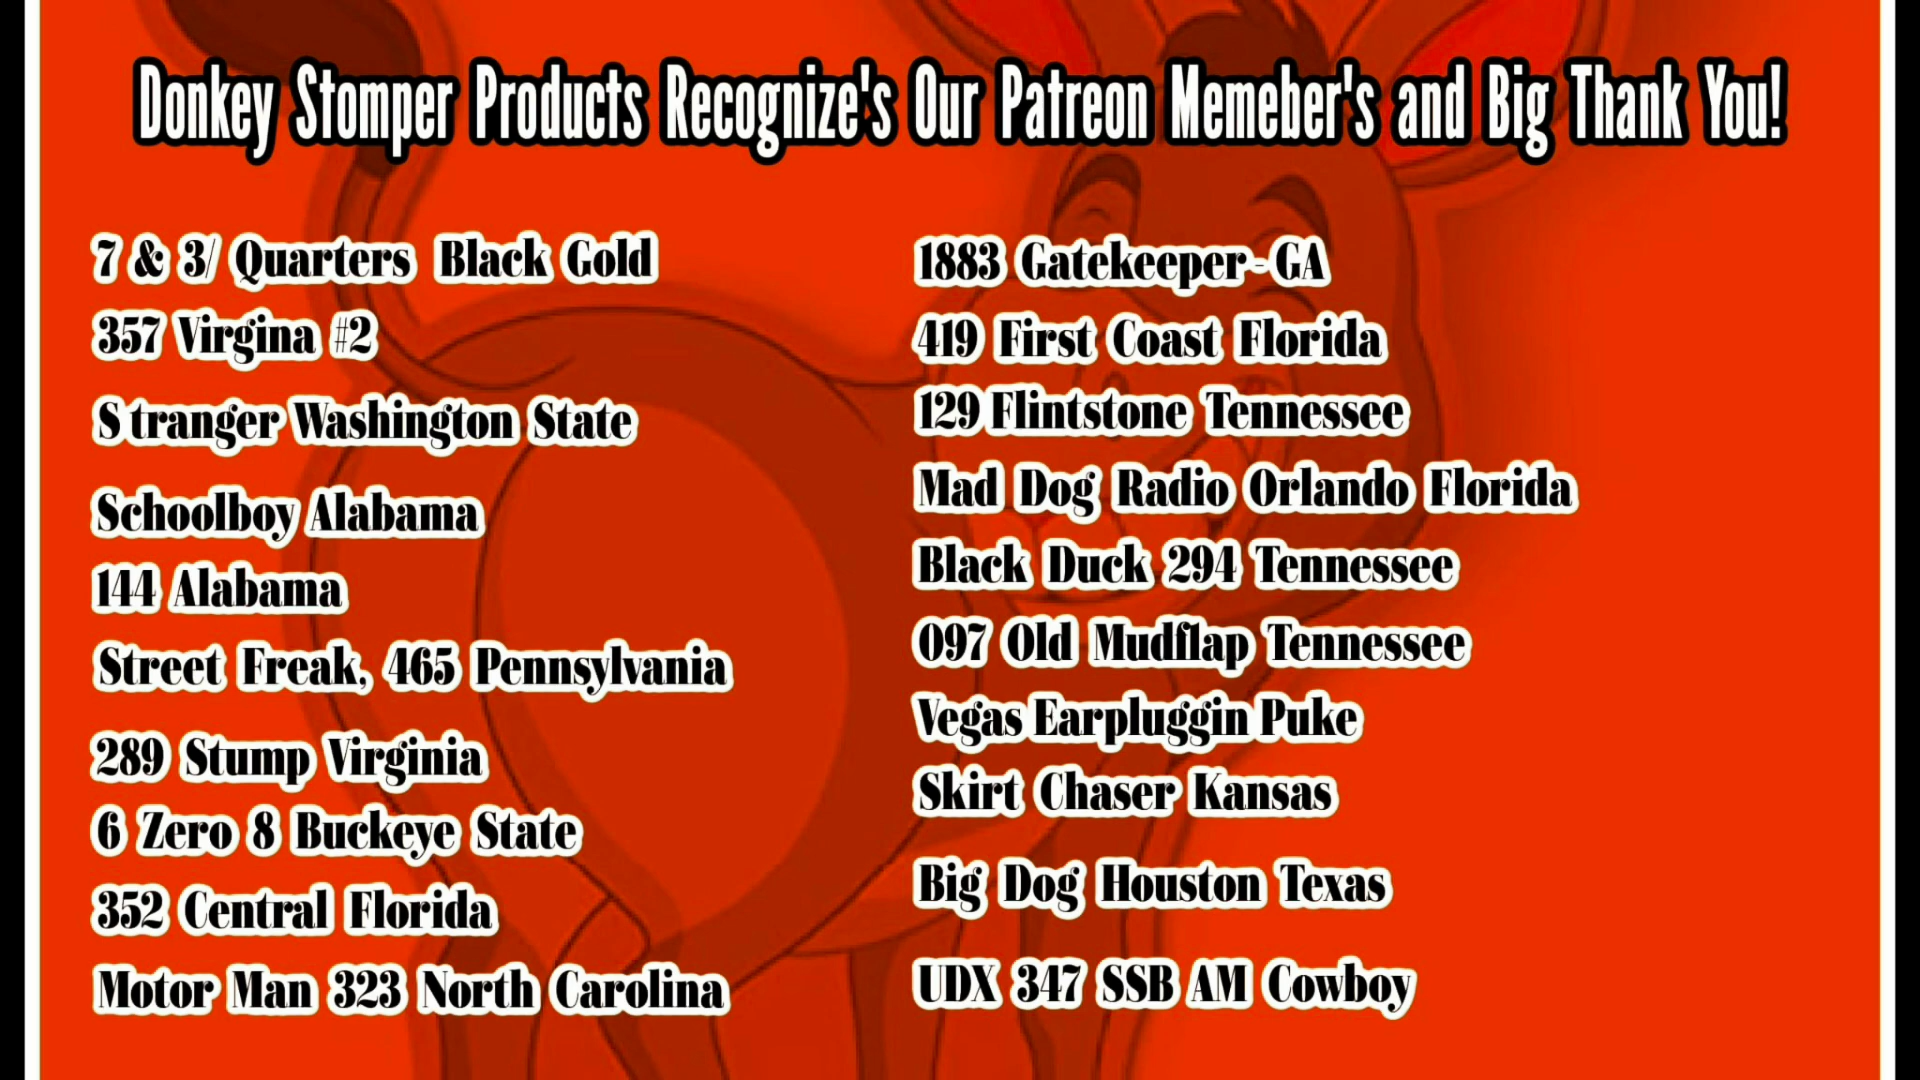 Donkey Stomper Products Recognize's Our Patreon Memeber's and Big Thank You!
7 & 3/ Quarters Black Gold
357 Virgina #2
S tranger Washington State
Schoolboy Alabama
144 Alabama
Street Freak, 465 Pennsylvania
289 Stump Virginia
6 Zero 8 Buckeye State
352 Central Florida
Motor Man 323 North Carolina
1883 Gatekeeper - GA
419 First Coast Florida
129 Flintstone Tennessee
Mad Dog Radio Orlando Florida
Black Duck 294 Tennessee
097 Old Mudflap Tennessee
Vegas Earpluggin Puke
Skirt Chaser Kansas
Big Dog Houston Texas
UDX 347 SSB AM Cowboy